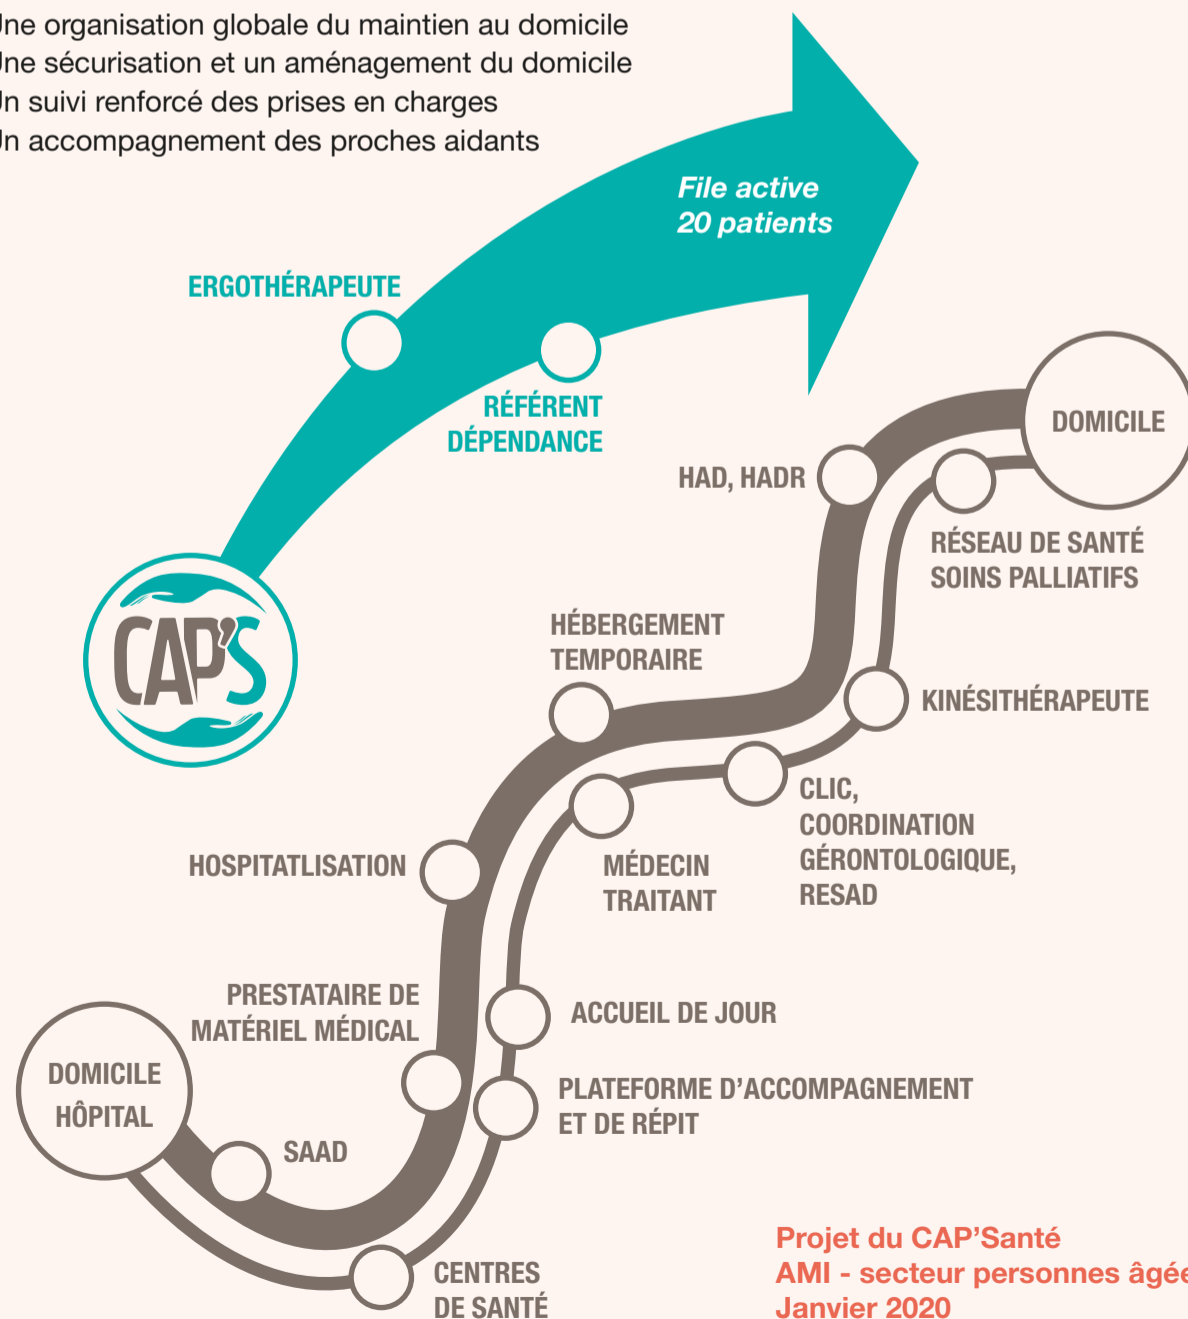 Une organisation globale du maintien au domicile
Une sécurisation et un aménagement du domicile
Un suivi renforcé des prises en charges
Un accompagnement des proches aidants
File active
20 patients
ERGOTHÉRAPEUTE
RÉFÉRENT
DÉPENDANCE
CAP'S
DOMICILE
HAD, HADR
RÉSEAU DE SANTÉ
SOINS PALLIATIFS
HÉBERGEMENT
TEMPORAIRE
KINÉSITHÉRAPEUTE
CLIC,
COORDINATION
GÉRONTOLOGIQUE,
RESAD
HOSPITATLISATION
MÉDECIN
TRAITANT
PRESTATAIRE DE
MATÉRIEL MÉDICAL
ACCUEIL DE JOUR
DOMICILE
HÔPITAL
PLATEFORME D'ACCOMPAGNEMENT
ET DE RÉPIT
SAAD
CENTRES
DE SANTÉ
Projet du CAP'Santé
AMI - secteur personnes âgée
Janvier 2020